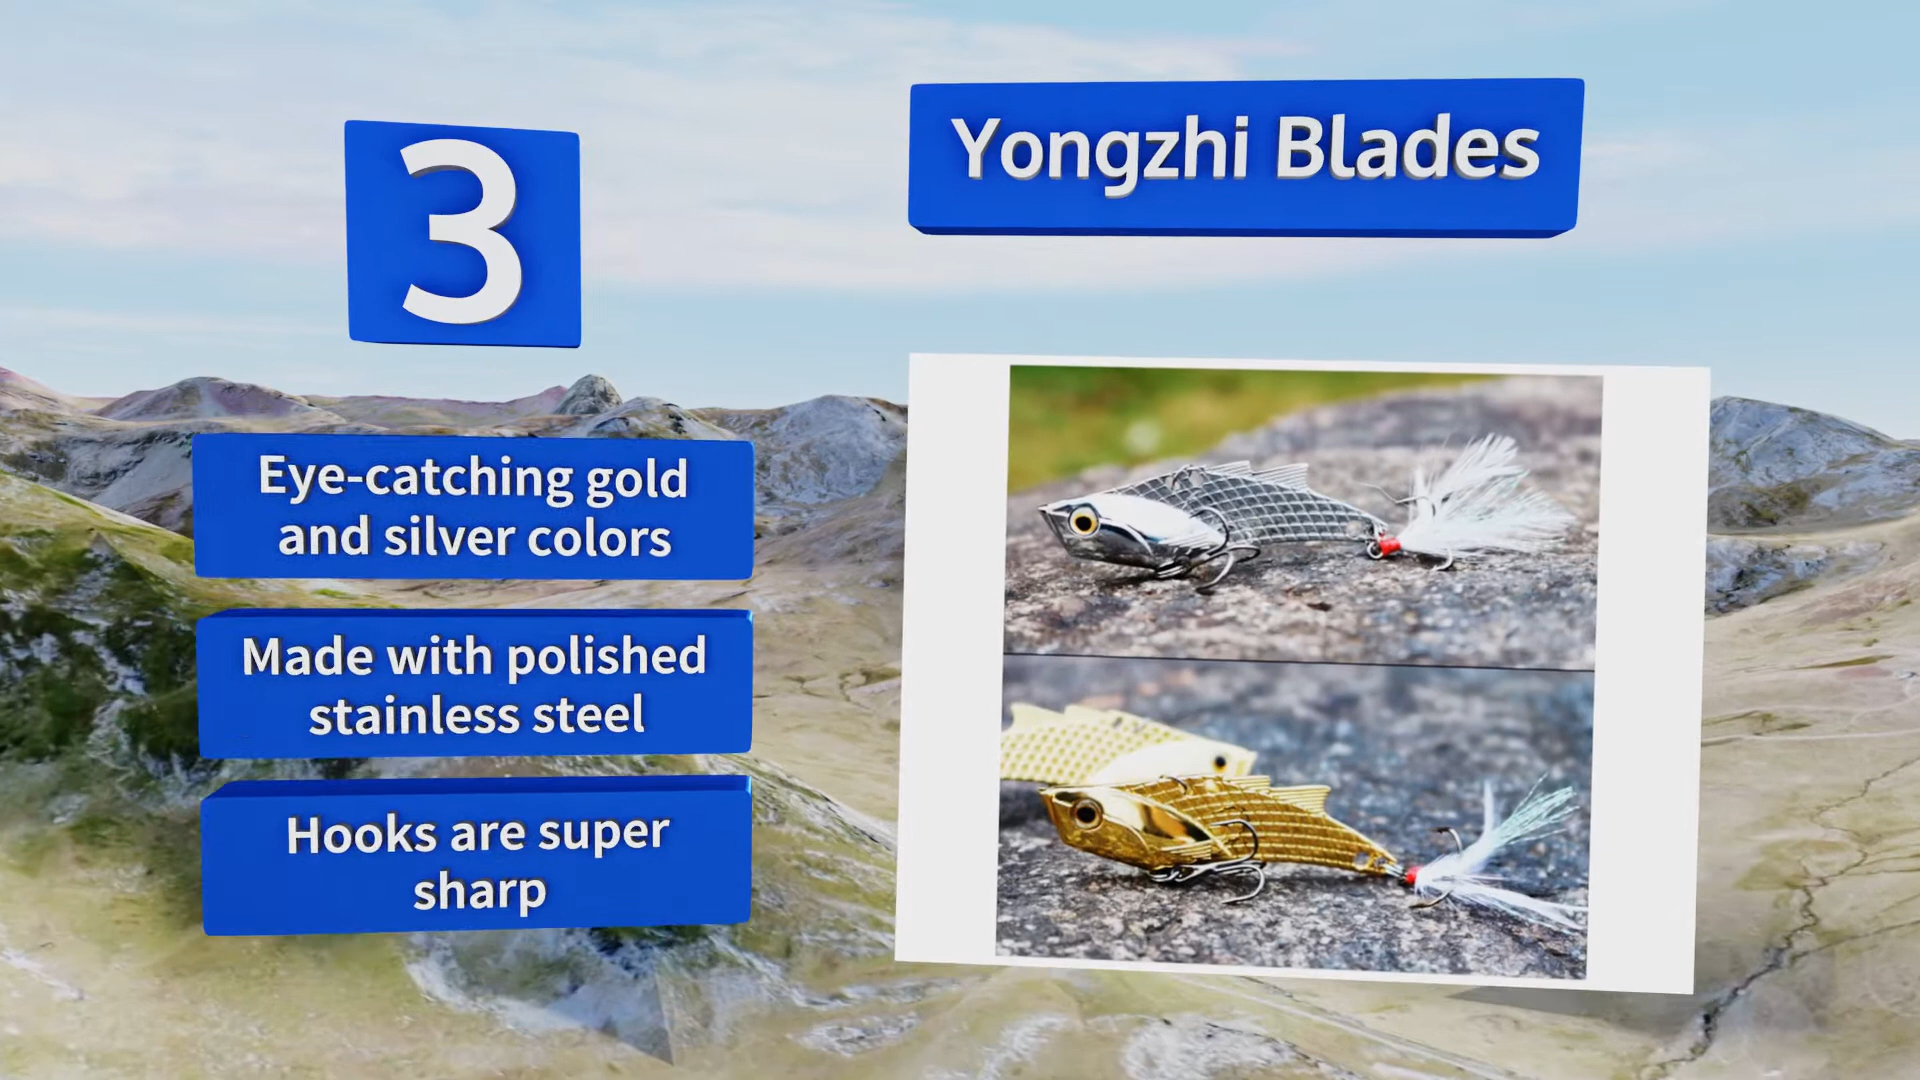 3
Yongzhi Blades
Eye-catching gold
and silver colors
Made with polished
stainless steel
Hooks are super
sharp